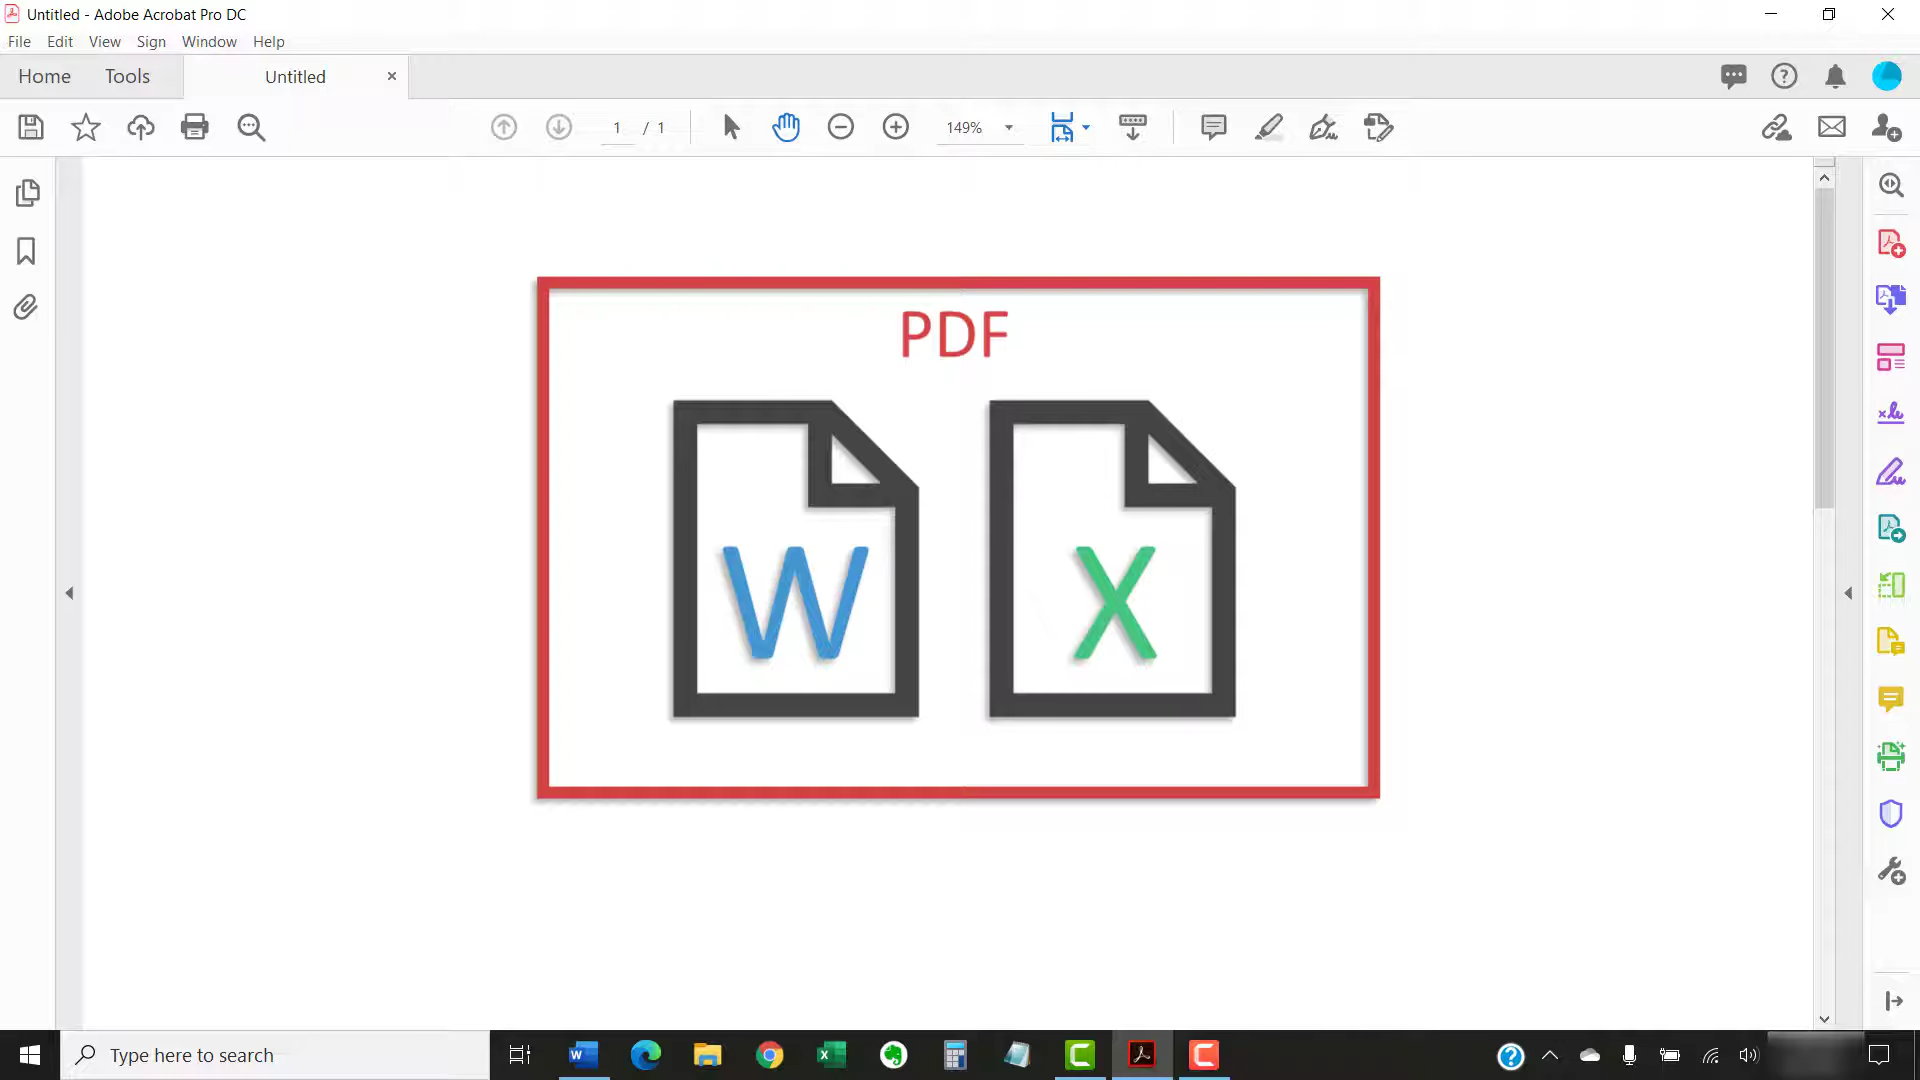 Untitled - Adobe Acrobat Pro DC
File Edit View Sign Window Help
Home Tools Untitled
1 / 1 149%
PDF
W X
Type here to search